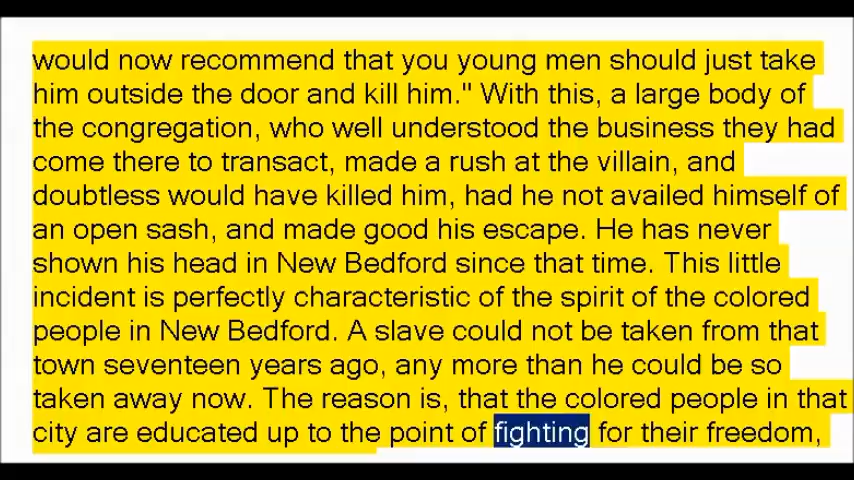 would now recommend that you young men should just take
him outside the door and kill him." With this, a large body of
the congregation, who well understood the business they had
come there to transact, made a rush at the villain, and
doubtless would have killed him, had he not availed himself of
an open sash, and made good his escape. He has never
shown his head in New Bedford since that time. This little
incident is perfectly characteristic of the spirit of the colored
people in New Bedford. A slave could not be taken from that
town seventeen years ago, any more than he could be so
taken away now. The reason is, that the colored people in that
city are educated up to the point of fighting for their freedom,